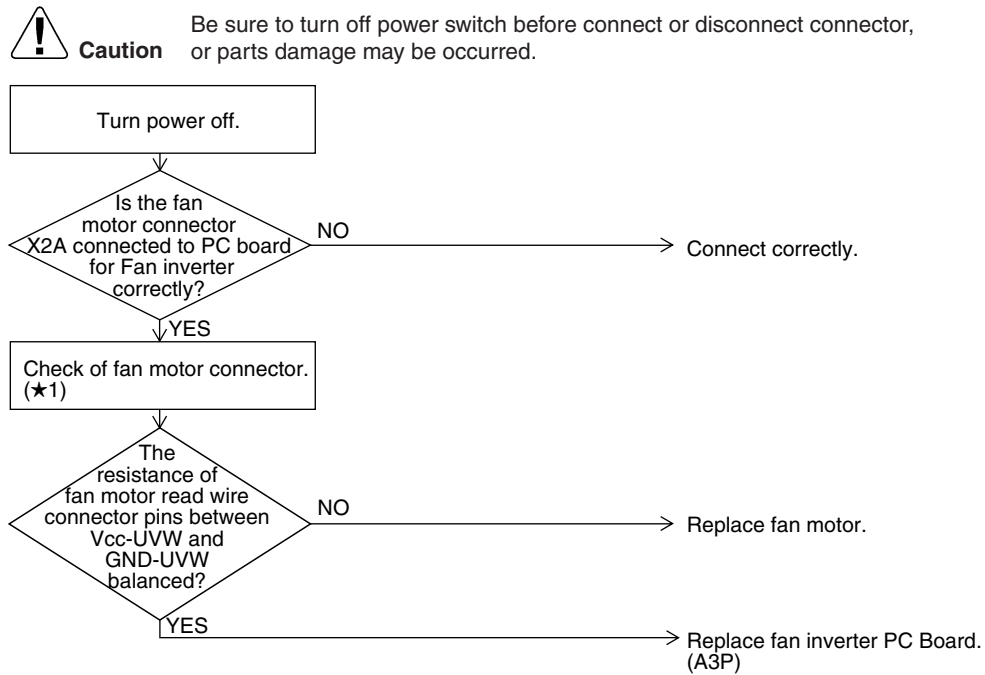 Be sure to turn off power switch before connect or disconnect connector,
Caution or parts damage may be occurred.
Turn power off.
Is the fan
motor connector
X2A connected to PC board
for Fan inverter
correctly?
NO
Connect correctly.
YES
Check of fan motor connector.
(★1)
The
resistance of
fan motor read wire
connector pins between
Vcc-UVW and
GND-UVW
balanced?
NO
Replace fan motor.
YES
Replace fan inverter PC Board.
(A3P)